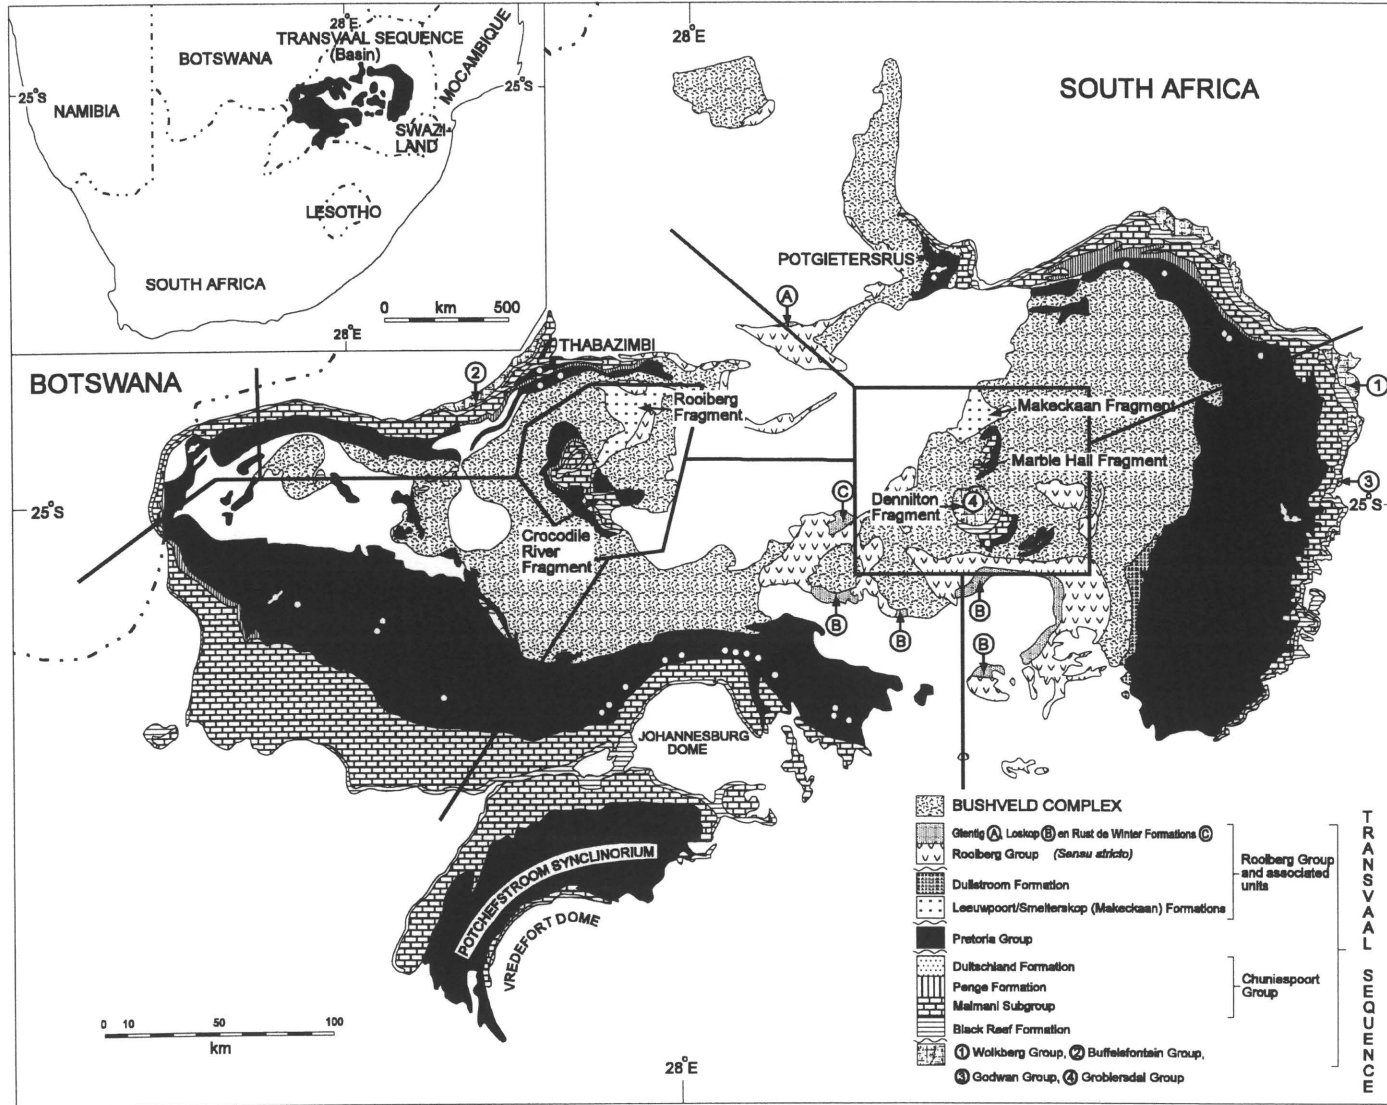 28°E
TRANSVAAL SEQUENCE
(Basin)
BOTSWANA
MOCAMBIQUE
25°S
25°S
NAMIBIA
SWAZI-
LAND
LESOTHO
SOUTH AFRICA
0 km 500
28°E
28°E
SOUTH AFRICA
POTGIETERSRUS
A
THABAZIMBI
BOTSWANA
2
1
Rooiberg
Fragment
Makeckaan Fragment
Marble Hall Fragment
3
C
Dennilton
Fragment
4
25°S
25°S
Crocodile
River
Fragment
B
B
B
B
JOHANNESBURG
DOME
POTCHEFSTROOM SYNCLINORIUM
VREDEFORT DOME
BUSHVELD COMPLEX
Glentig A, Loskop B en Rust de Winter Formations C
Rooiberg Group (Sensu stricto)
Dullstroom Formation
Leeuwpoort/Smelterskop (Makeckaan) Formations
Rooiberg Group
and associated
units
Pretoria Group
Duitschland Formation
Penge Formation
Malmani Subgroup
Chuniespoort
Group
Black Reef Formation
1 Wolkberg Group, 2 Buffelsfontein Group,
3 Godwan Group, 4 Groblersdal Group
TRANSVAAL SEQUENCE
0 10 50 100
km
28°E